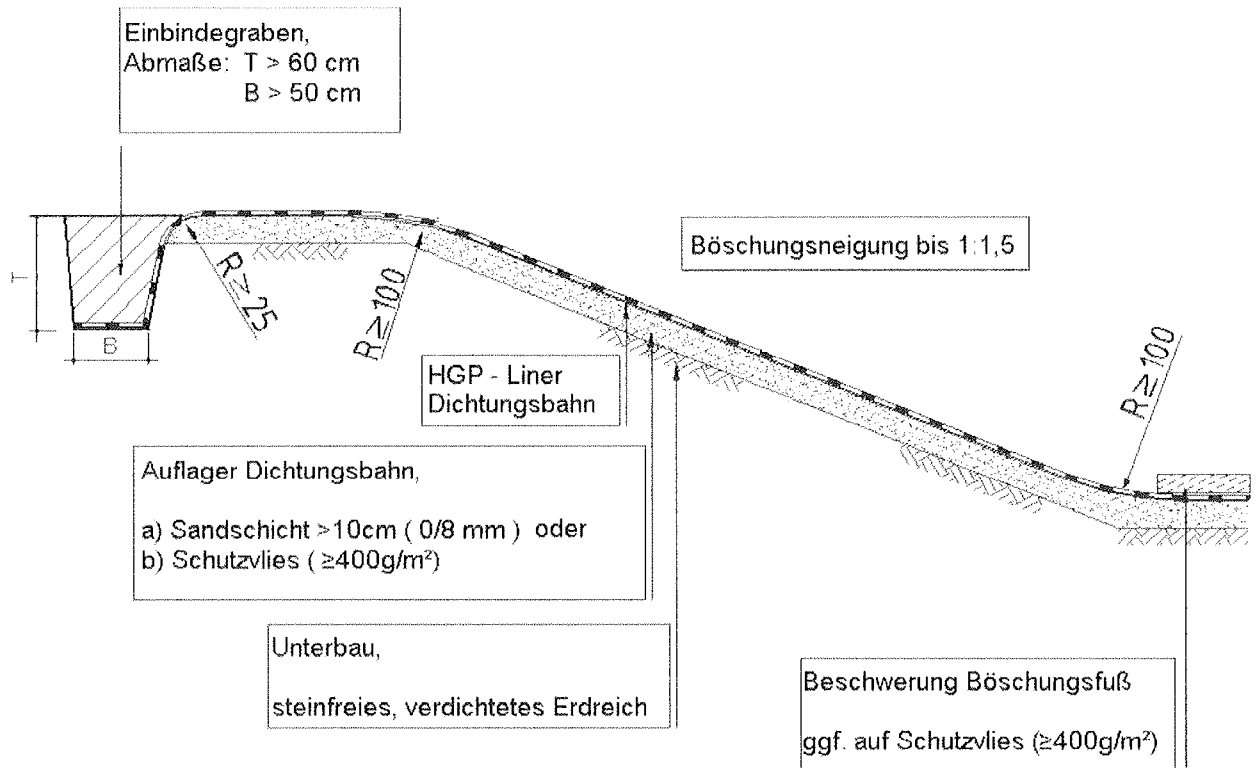 Einbindegraben,
Abmaße: T > 60 cm
B > 50 cm
Böschungsneigung bis 1:1,5
T
B
R ≥ 25
R ≥ 100
R ≥ 100
HGP - Liner
Dichtungsbahn
Auflager Dichtungsbahn,
a) Sandschicht >10cm ( 0/8 mm ) oder
b) Schutzvlies ( ≥400g/m²)
Unterbau,
steinfreies, verdichtetes Erdreich
Beschwerung Böschungsfuß
ggf. auf Schutzvlies (≥400g/m²)